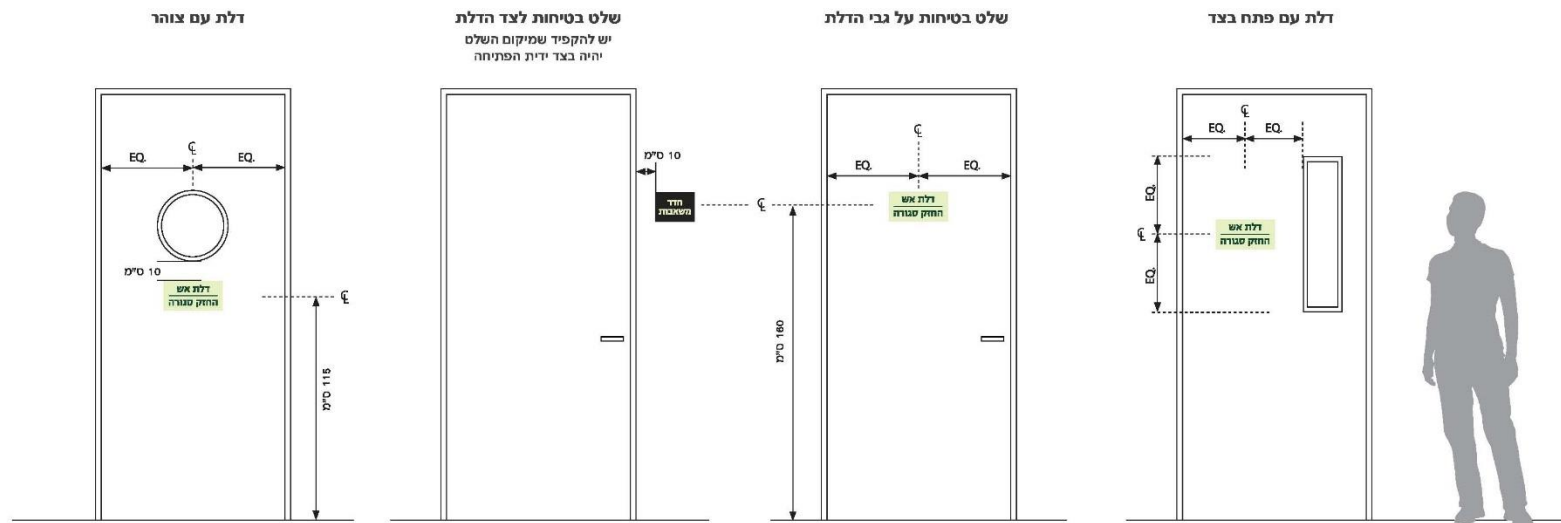 דלת עם פתח בצד
℄
EQ. EQ.
EQ.
℄
EQ.
דלת אש
החזק סגורה
שלט בטיחות על גבי הדלת
℄
EQ. EQ.
דלת אש
החזק סגורה
℄
160 ס"מ
שלט בטיחות לצד הדלת
יש להקפיד שמיקום השלט
יהיה בצד ידית הפתיחה
10 ס"מ
חדר
משאבות
דלת עם צוהר
℄
EQ. EQ.
10 ס"מ
דלת אש
החזק סגורה
℄
115 ס"מ